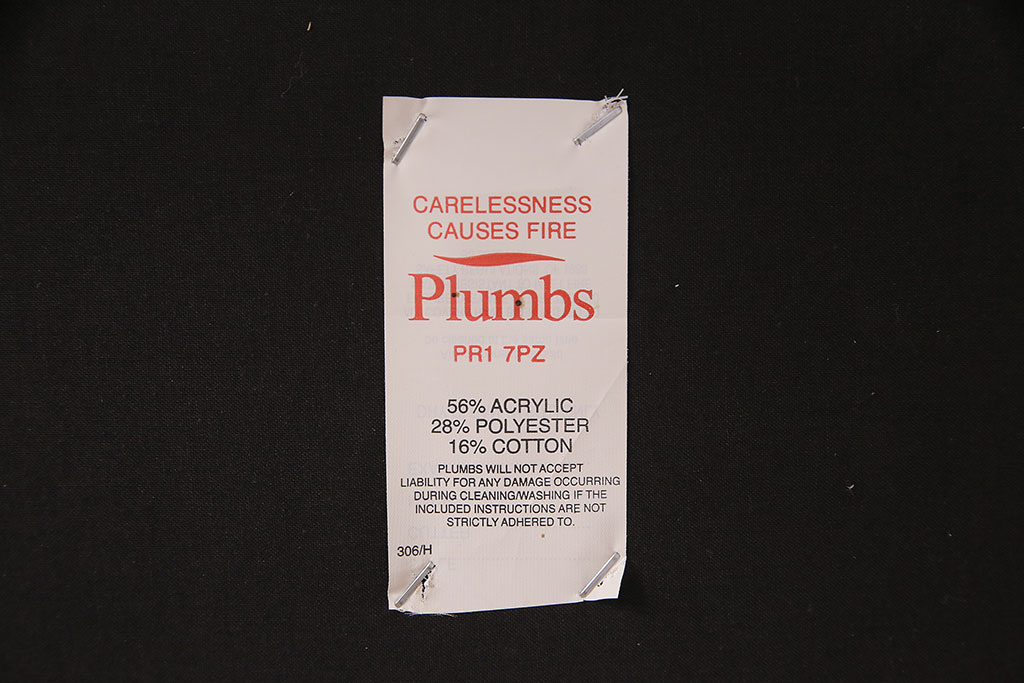 CARELESSNESS
CAUSES FIRE
Plumbs
PR1 7PZ
56% ACRYLIC
28% POLYESTER
16% COTTON
PLUMBS WILL NOT ACCEPT
LIABILITY FOR ANY DAMAGE OCCURRING
DURING CLEANING/WASHING IF THE
INCLUDED INSTRUCTIONS ARE NOT
STRICTLY ADHERED TO.
306/H